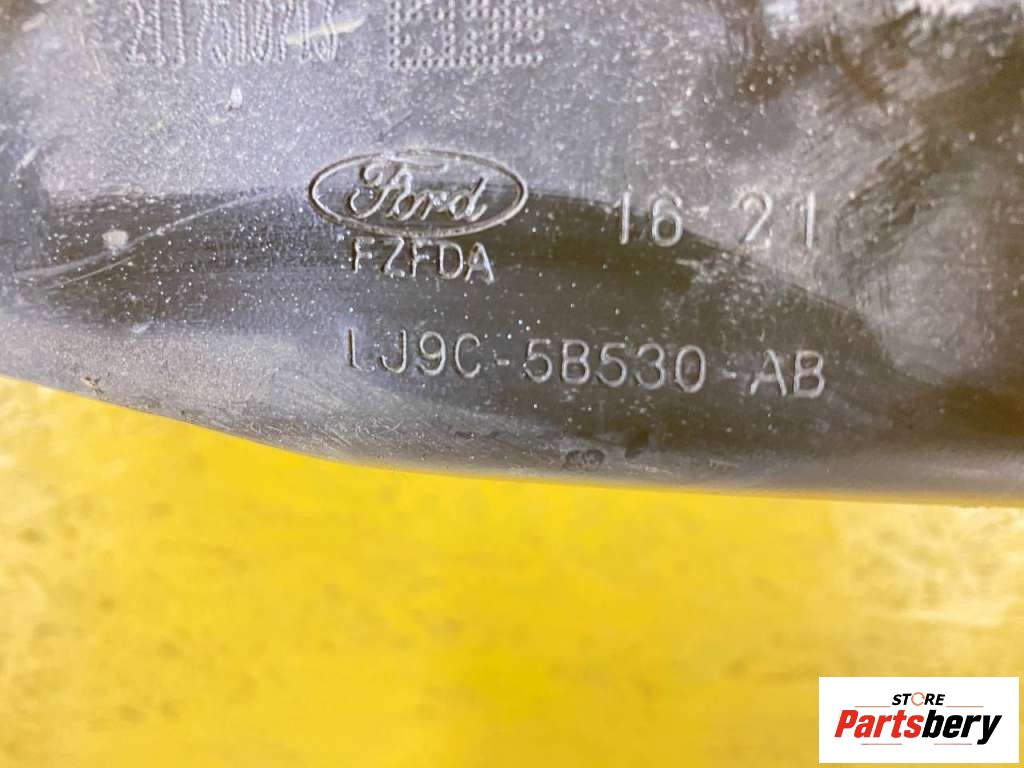 Ford
16 21
FZFDA
LJ9C-5B530-AB
STORE
Partsbery